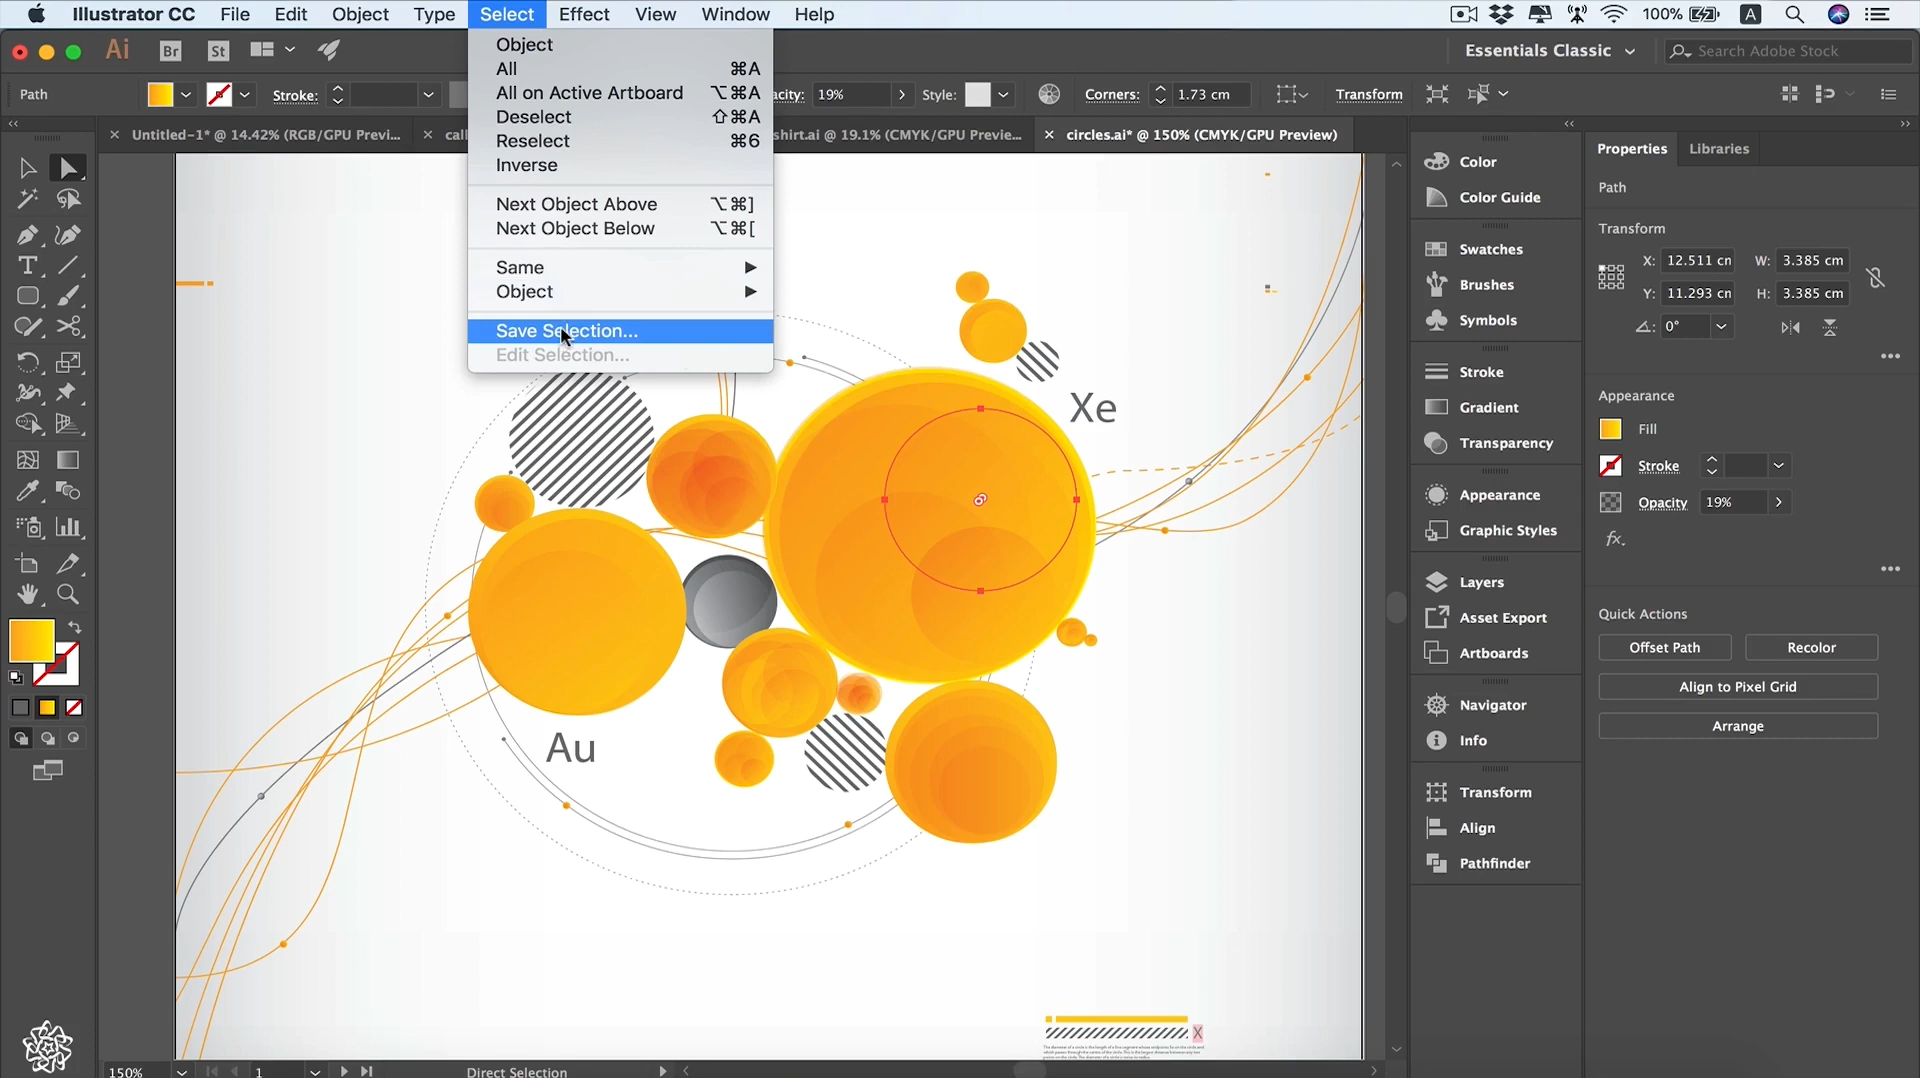 Illustrator CC File Edit Object Type Select Effect View Window Help 100% A
Ai Br St Essentials Classic Search Adobe Stock
Path Stroke: acity: 19% Style: Corners: 1.73 cm Transform
Untitled-1* @ 14.42% (RGB/GPU Previ... cal shirt.ai @ 19.1% (CMYK/GPU Previe... circles.ai* @ 150% (CMYK/GPU Preview)
Object
All ⌘A
All on Active Artboard ⌥⌘A
Deselect ⇧⌘A
Reselect ⌘6
Inverse
Next Object Above ⌥⌘]
Next Object Below ⌥⌘[
Same
Object
Save Selection...
Edit Selection...
Xe
Au
X
Color
Color Guide
Swatches
Brushes
Symbols
Stroke
Gradient
Transparency
Appearance
Graphic Styles
Layers
Asset Export
Artboards
Navigator
Info
Transform
Align
Pathfinder
Properties Libraries
Path
Transform
X: 12.511 cn W: 3.385 cm
Y: 11.293 cn H: 3.385 cm
0°
Appearance
Fill
Stroke
Opacity 19%
fx.
Quick Actions
Offset Path Recolor
Align to Pixel Grid
Arrange
150% 1 Direct Selection